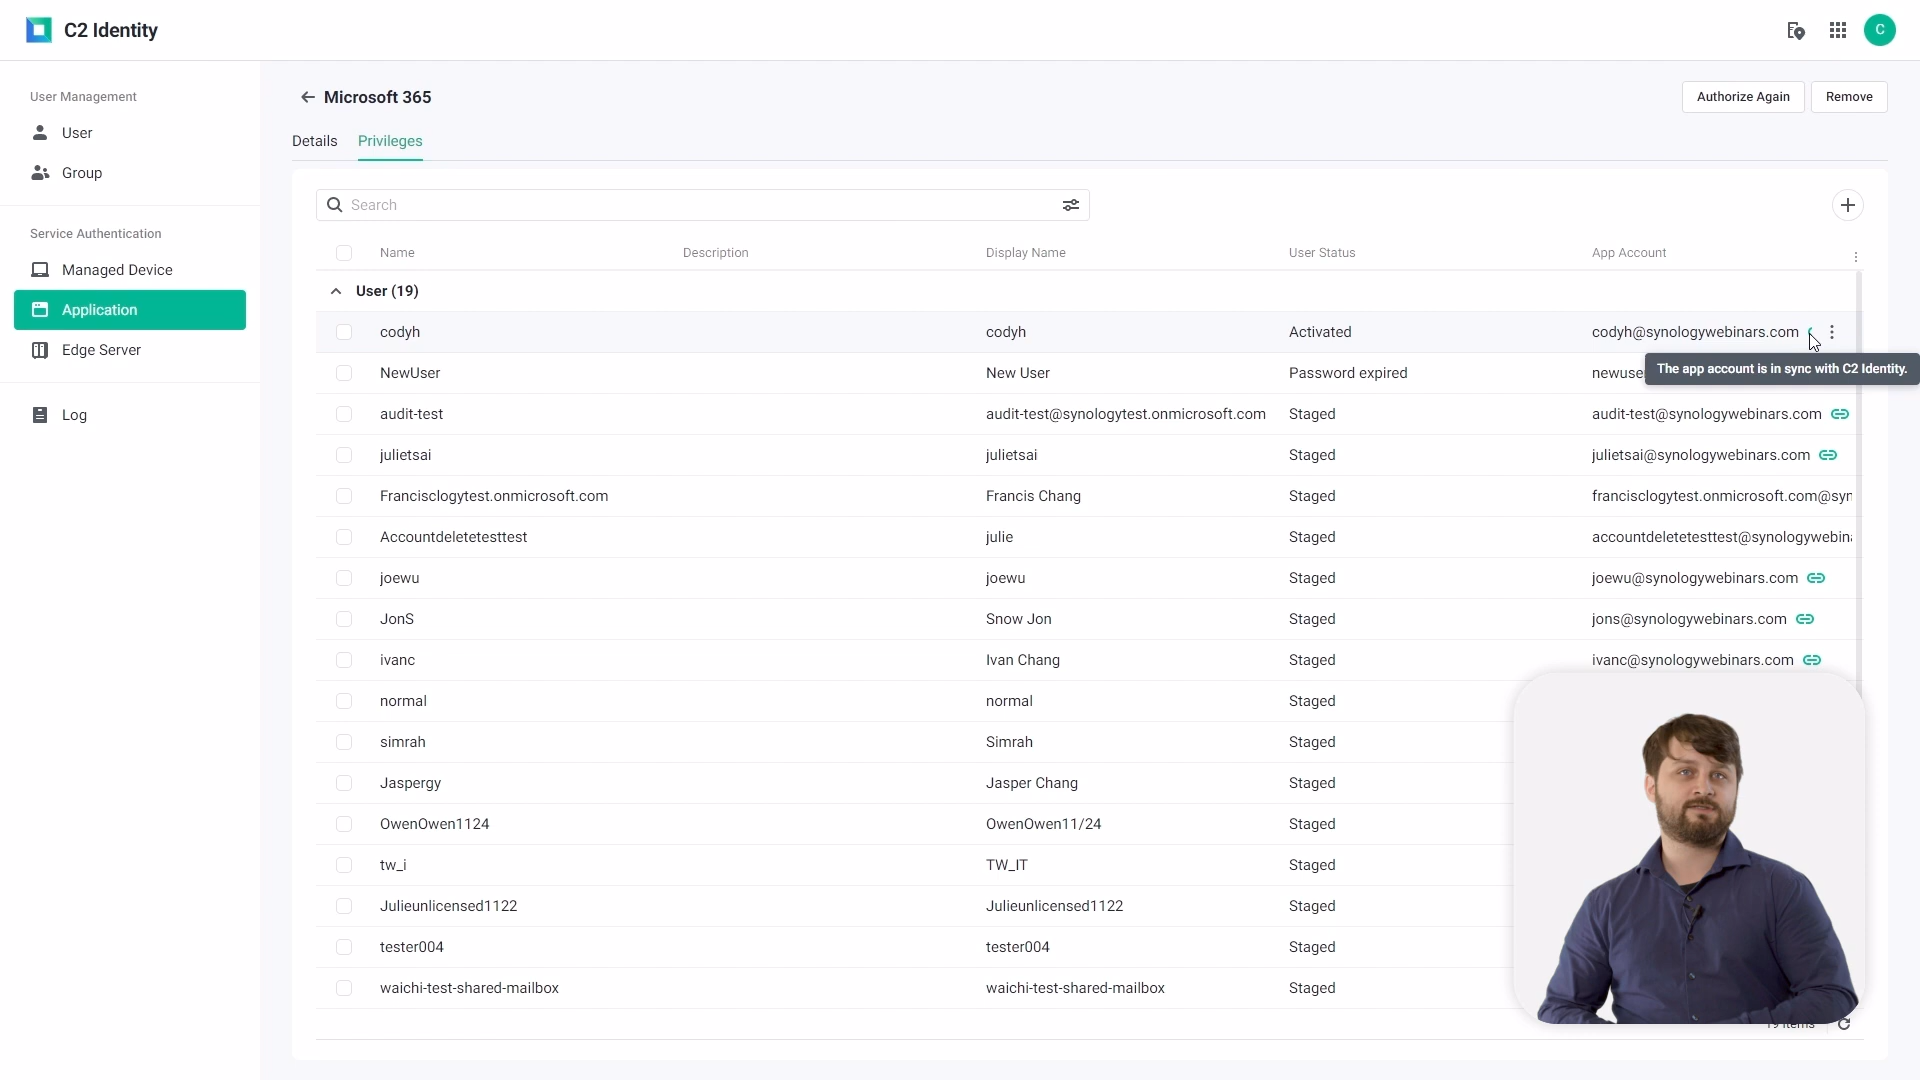 C2 Identity
C
User Management
User
Group
Service Authentication
Managed Device
Application
Edge Server
Log
Microsoft 365
Authorize Again
Remove
Details
Privileges
Search
Name Description Display Name User Status App Account
User (19)
codyh codyh Activated codyh@synologywebinars.com
The app account is in sync with C2 Identity.
NewUser New User Password expired
audit-test audit-test@synologytest.onmicrosoft.com Staged audit-test@synologywebinars.com
julietsai julietsai Staged julietsai@synologywebinars.com
Francisclogytest.onmicrosoft.com Francis Chang Staged francisclogytest.onmicrosoft.com@syn
Accountdeletetesttest julie Staged accountdeletetesttest@synologywebin
joewu joewu Staged joewu@synologywebinars.com
JonS Snow Jon Staged jons@synologywebinars.com
ivanc Ivan Chang Staged ivanc@synologywebinars.com
normal normal Staged
simrah Simrah Staged
Jaspergy Jasper Chang Staged
OwenOwen1124 OwenOwen11/24 Staged
tw_i TW_IT Staged
Julieunlicensed1122 Julieunlicensed1122 Staged
tester004 tester004 Staged
waichi-test-shared-mailbox waichi-test-shared-mailbox Staged
19 items